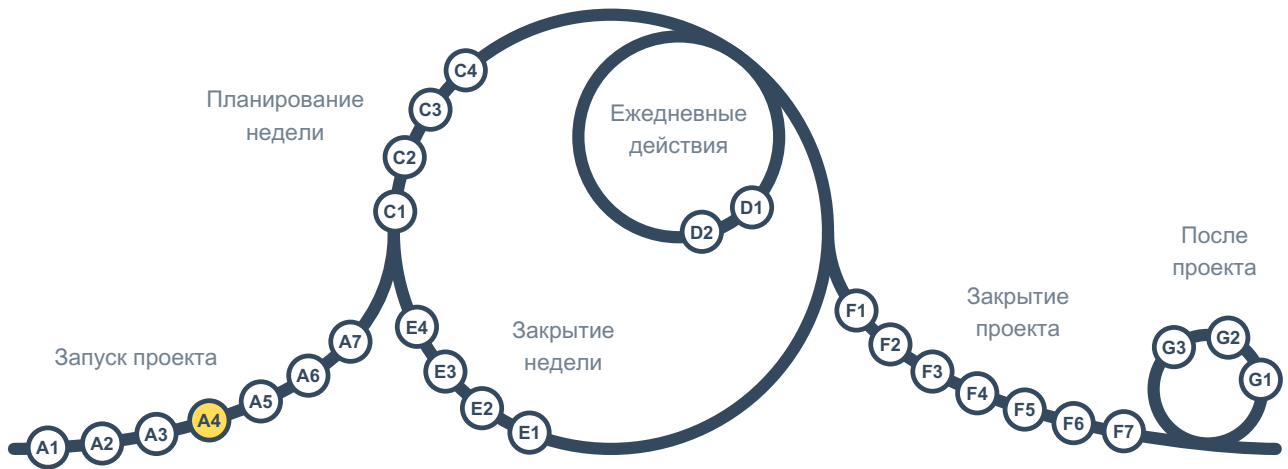 Планирование
недели
C4
C3
C2
C1
Ежедневные
действия
D1
D2
После
проекта
Запуск проекта
A1
A2
A3
A4
A5
A6
A7
Закрытие
недели
E4
E3
E2
E1
Закрытие
проекта
F1
F2
F3
F4
F5
F6
F7
G3
G2
G1